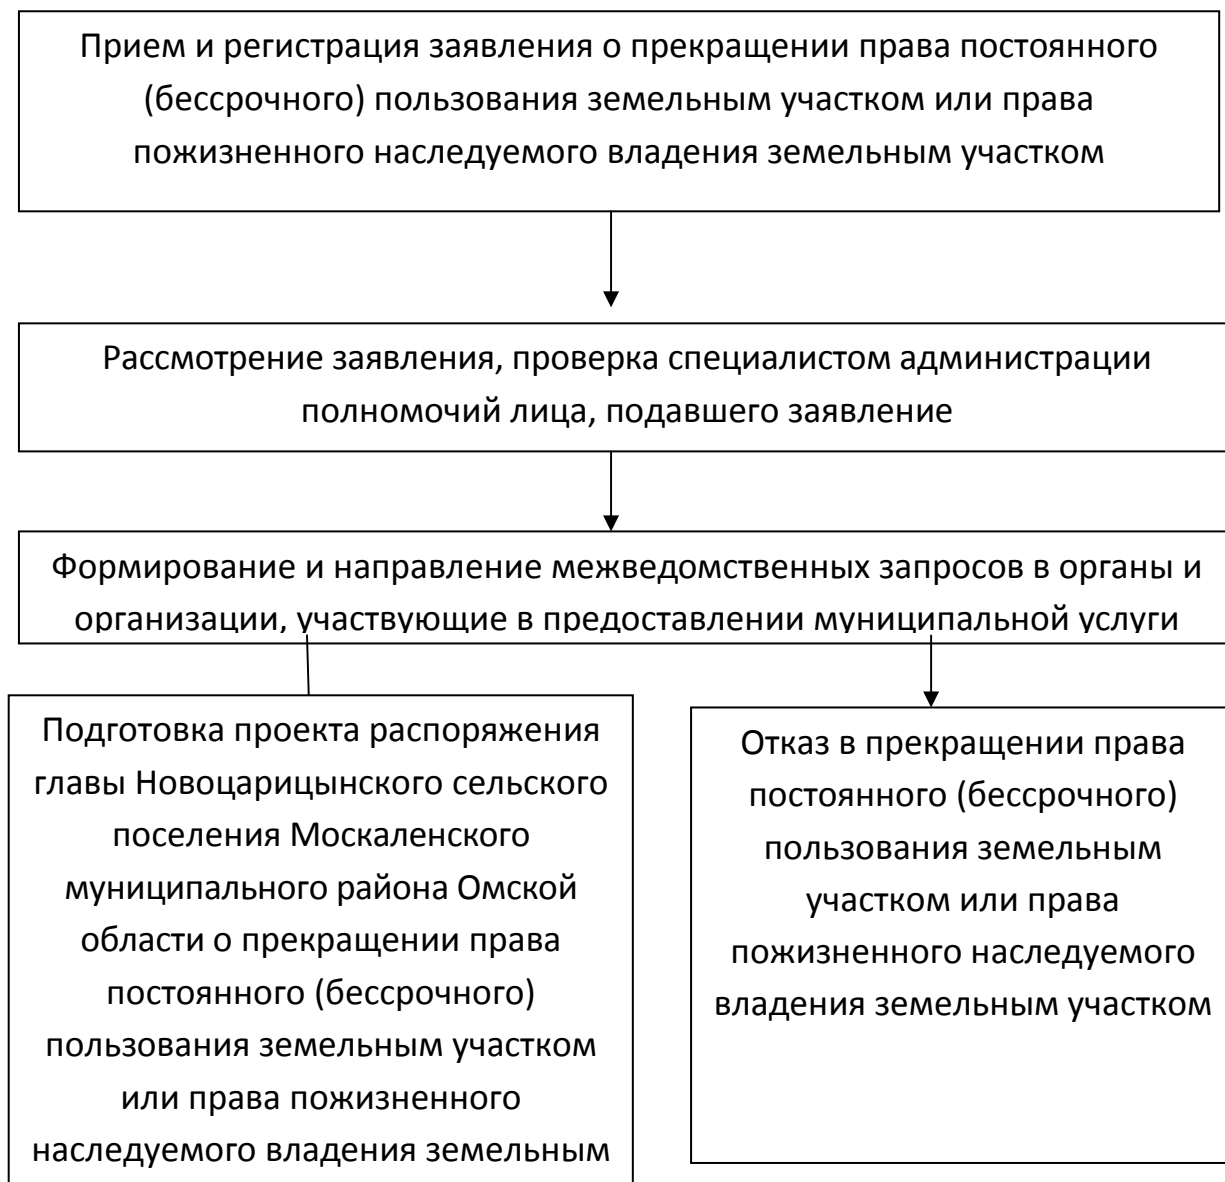 Прием и регистрация заявления о прекращении права постоянного
(бессрочного) пользования земельным участком или права
пожизненного наследуемого владения земельным участком
Рассмотрение заявления, проверка специалистом администрации
полномочий лица, подавшего заявление
Формирование и направление межведомственных запросов в органы и
организации, участвующие в предоставлении муниципальной услуги
Подготовка проекта распоряжения
главы Новоцарицынского сельского
поселения Москаленского
муниципального района Омской
области о прекращении права
постоянного (бессрочного)
пользования земельным участком
или права пожизненного
наследуемого владения земельным
Отказ в прекращении права
постоянного (бессрочного)
пользования земельным
участком или права
пожизненного наследуемого
владения земельным участком